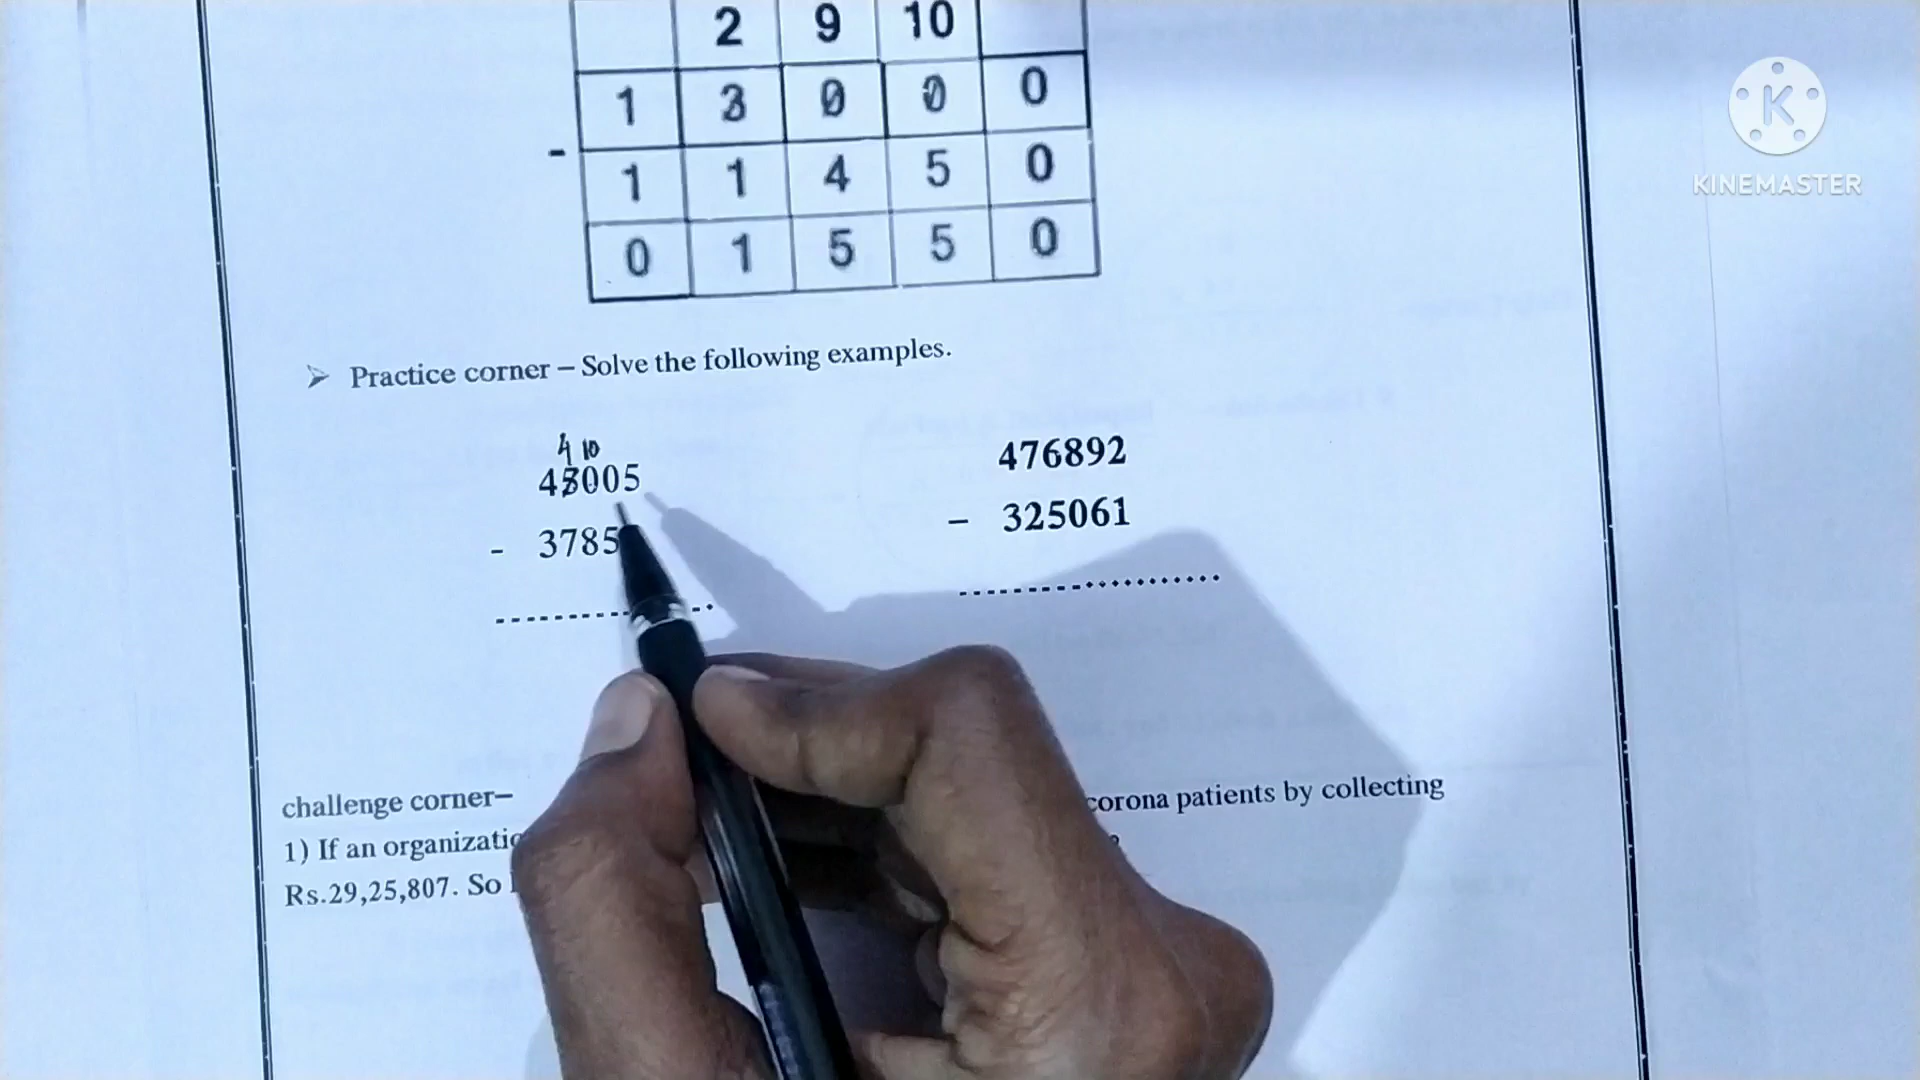 2 9 10
1 3 0 0 0
- 1 1 4 5 0
0 1 5 5 0
KINEMASTER
➢ Practice corner – Solve the following examples.
4 10
45005 476892
- 3785 – 325061
challenge corner–
1) If an organizatio corona patients by collecting
Rs.29,25,807. So